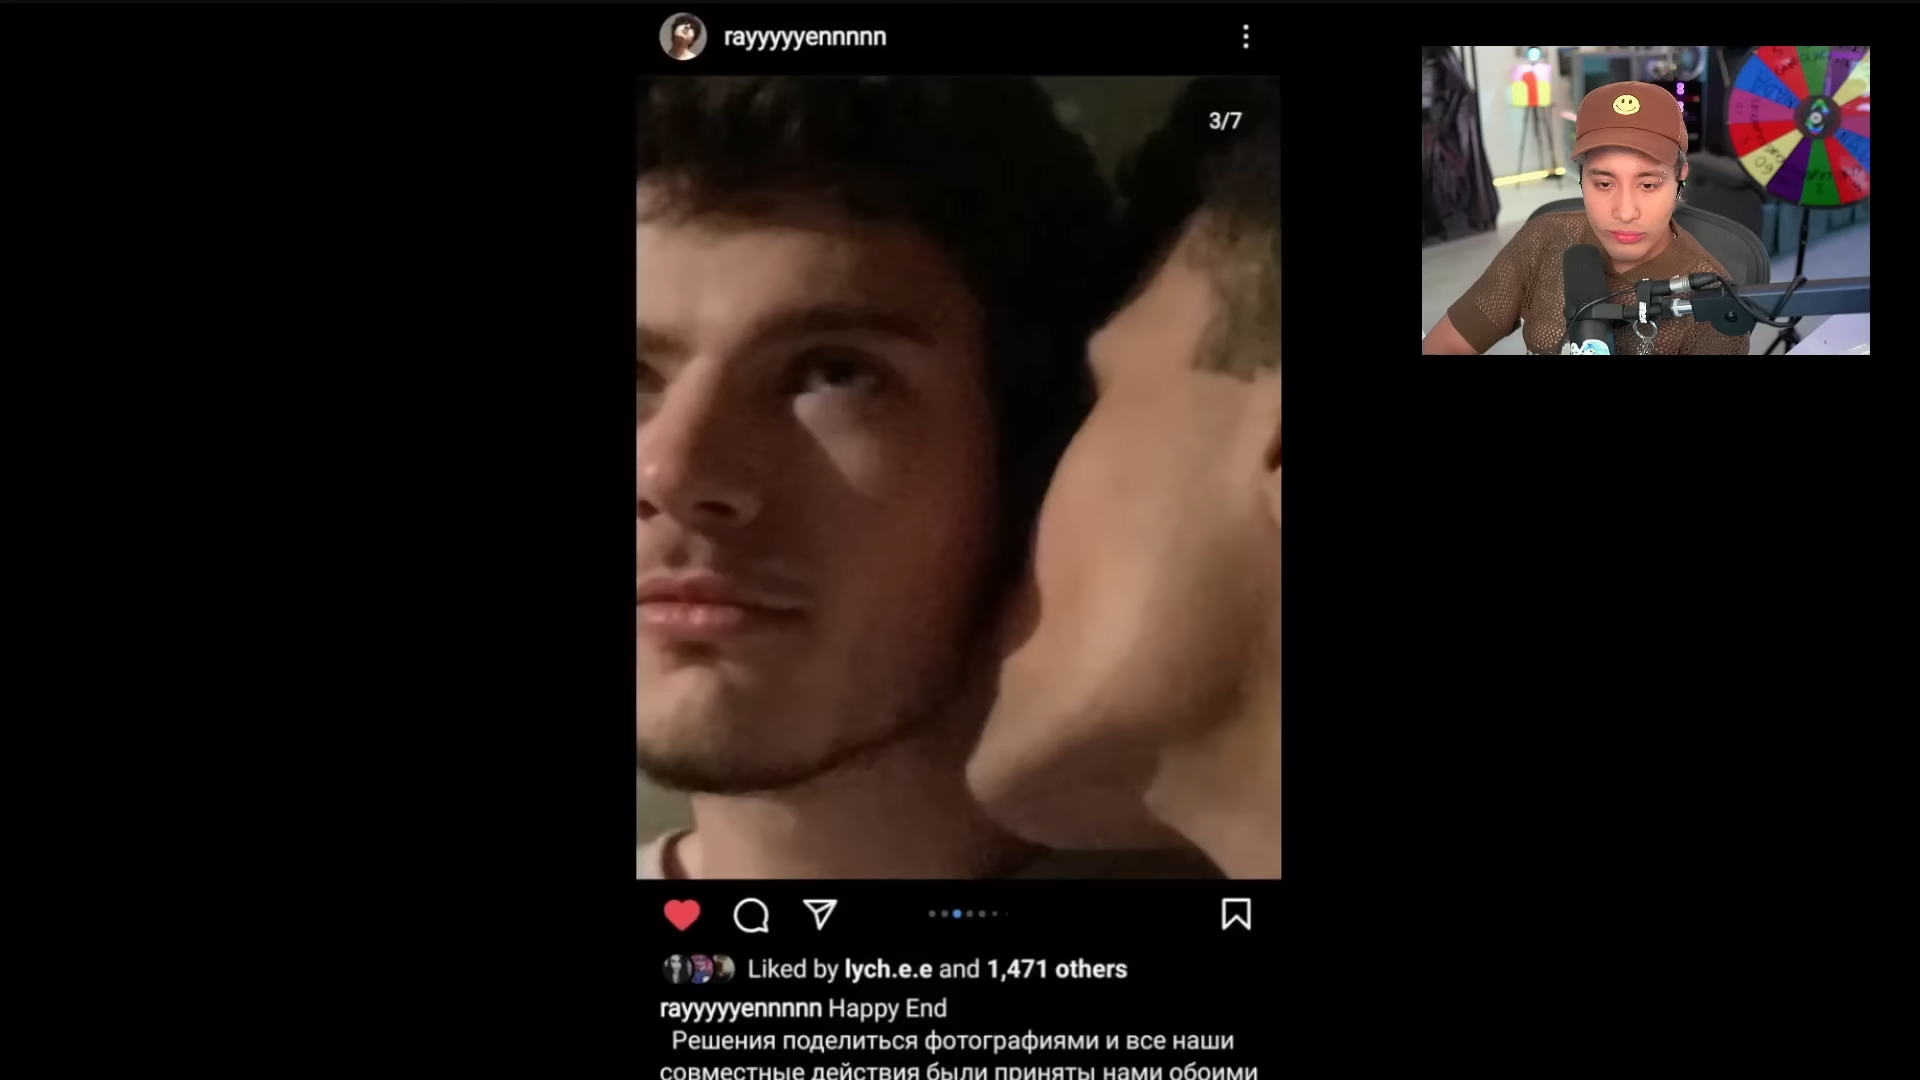 rayyyyyennnnn
3/7
Liked by lych.e.e and 1,471 others
rayyyyyennnnn Happy End
Решения поделиться фотографиями и все наши
совместные действия были приняты нами обоими